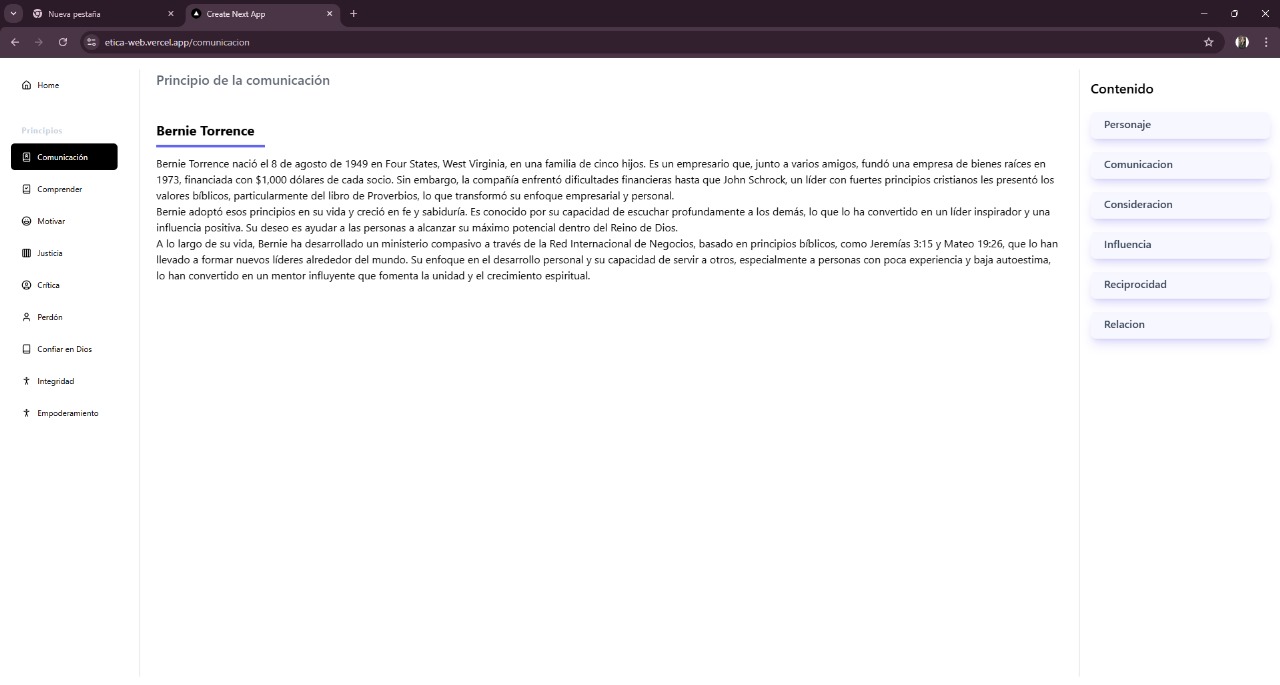 Nueva pestaña
Create Next App
etica-web.vercel.app/comunicacion
Home
Principios
Comunicación
Comprender
Motivar
Justicia
Crítica
Perdón
Confiar en Dios
Integridad
Empoderamiento
Principio de la comunicación
Bernie Torrence
Bernie Torrence nació el 8 de agosto de 1949 en Four States, West Virginia, en una familia de cinco hijos. Es un empresario que, junto a varios amigos, fundó una empresa de bienes raíces en
1973, financiada con $1,000 dólares de cada socio. Sin embargo, la compañía enfrentó dificultades financieras hasta que John Schrock, un líder con fuertes principios cristianos les presentó los
valores bíblicos, particularmente del libro de Proverbios, lo que transformó su enfoque empresarial y personal.
Bernie adoptó esos principios en su vida y creció en fe y sabiduría. Es conocido por su capacidad de escuchar profundamente a los demás, lo que lo ha convertido en un líder inspirador y una
influencia positiva. Su deseo es ayudar a las personas a alcanzar su máximo potencial dentro del Reino de Dios.
A lo largo de su vida, Bernie ha desarrollado un ministerio compasivo a través de la Red Internacional de Negocios, basado en principios bíblicos, como Jeremías 3:15 y Mateo 19:26, que lo han
llevado a formar nuevos líderes alrededor del mundo. Su enfoque en el desarrollo personal y su capacidad de servir a otros, especialmente a personas con poca experiencia y baja autoestima,
lo han convertido en un mentor influyente que fomenta la unidad y el crecimiento espiritual.
Contenido
Personaje
Comunicacion
Consideracion
Influencia
Reciprocidad
Relacion